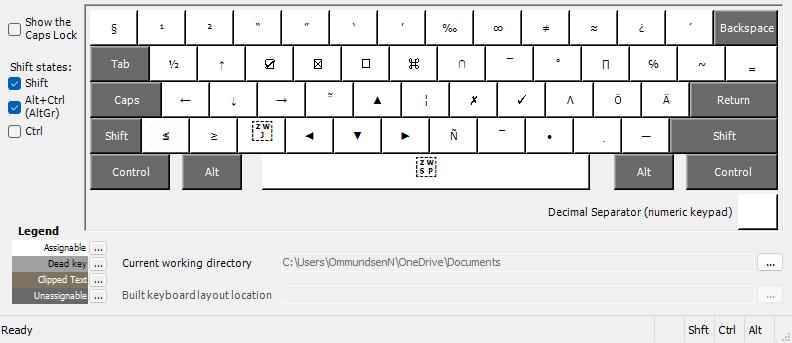 Show the
Caps Lock
Shift states:
Shift
Alt+Ctrl
(AltGr)
Ctrl
§ ¹ ² “ ” ‘ ’ ‰ ∞ ≠ ≈ ¿ ´ Backspace
Tab ½ ↑ ☑ ☒ □ ⌘ ∩ ¯ ° ∏ ℅ ~ ‗
Caps ← ↓ → ˜ ▲ ¦ ✗ ✓ Λ Ö Ä Return
Shift ≤ ≥ ZWJ ◄ ▼ ► Ñ ¯ • . — Shift
Control Alt ZWSP Alt Control
Decimal Separator (numeric keypad)
Legend
Assignable ...
Dead key ...
Clipped Text ...
Unassignable ...
Current working directory C:\Users\OmmundsenN\OneDrive\Documents ...
Built keyboard layout location ...
Ready Shft Ctrl Alt